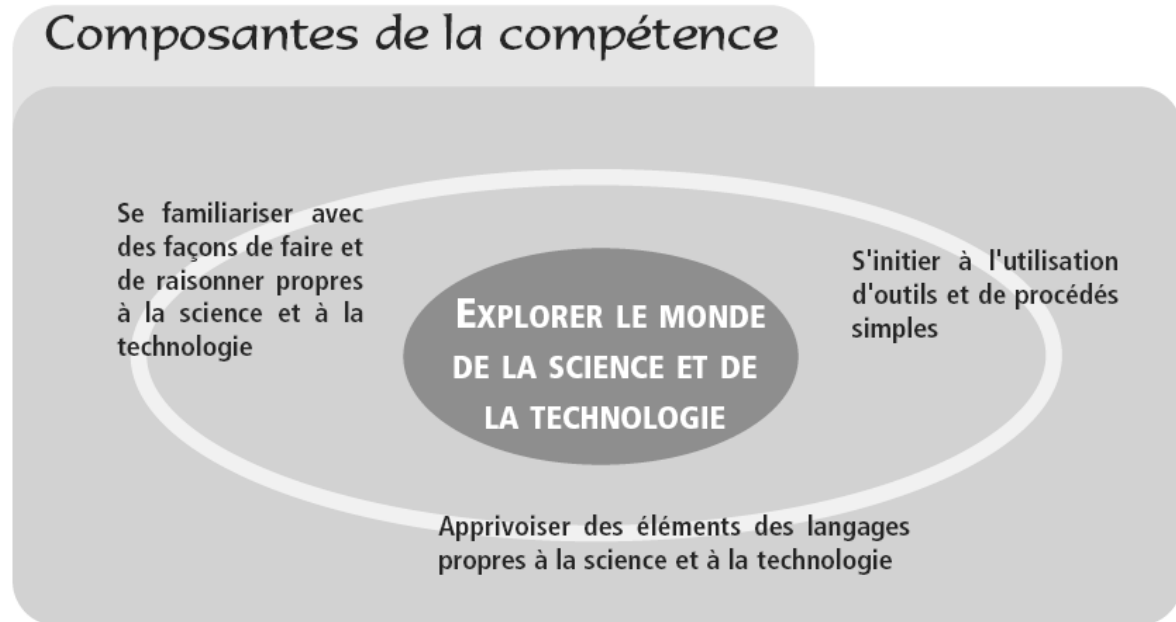 Composantes de la compétence
Se familiariser avec
des façons de faire et
de raisonner propres
à la science et à la
technologie
S'initier à l'utilisation
d'outils et de procédés
simples
EXPLORER LE MONDE
DE LA SCIENCE ET DE
LA TECHNOLOGIE
Apprivoiser des éléments des langages
propres à la science et à la technologie